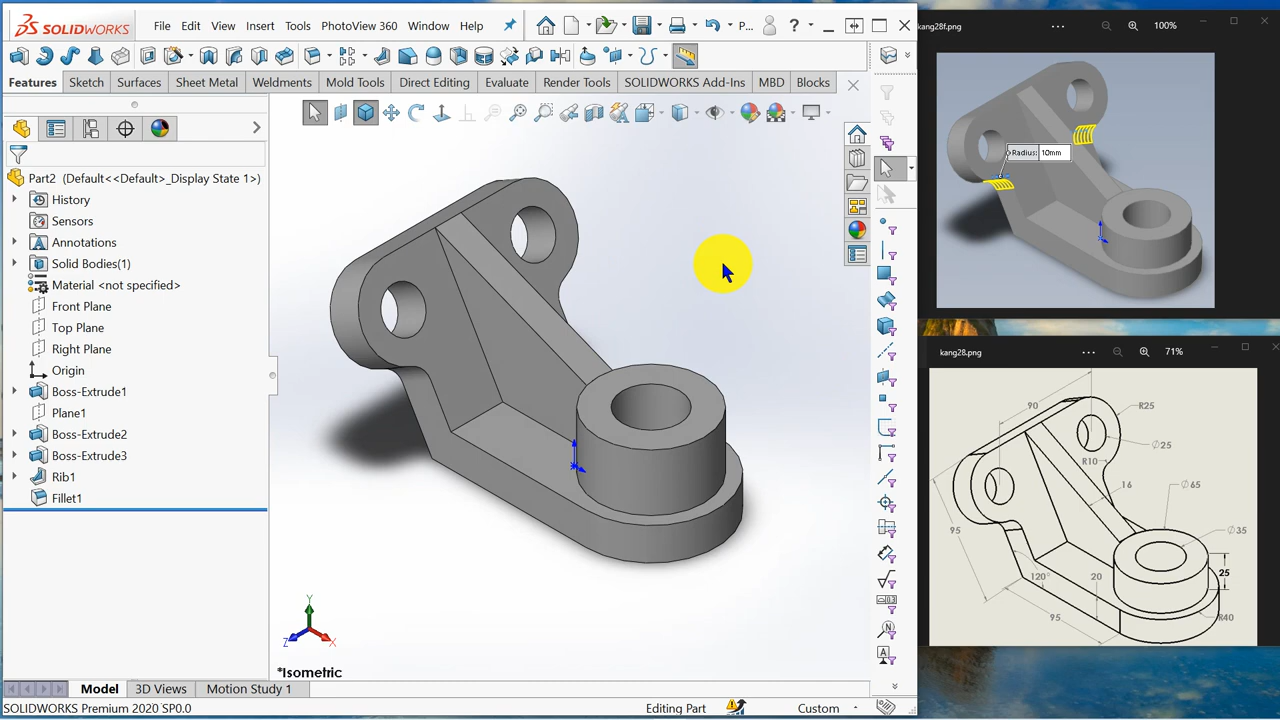 SOLIDWORKS File Edit View Insert Tools PhotoView 360 Window Help P... ?
Features Sketch Surfaces Sheet Metal Weldments Mold Tools Direct Editing Evaluate Render Tools SOLIDWORKS Add-Ins MBD Blocks
Part2 (Default<<Default>_Display State 1>)
History
Sensors
Annotations
Solid Bodies(1)
Material <not specified>
Front Plane
Top Plane
Right Plane
Origin
Boss-Extrude1
Plane1
Boss-Extrude2
Boss-Extrude3
Rib1
Fillet1
Y
Z
X
*Isometric
Model 3D Views Motion Study 1
SOLIDWORKS Premium 2020 SP0.0
Editing Part
Custom
kang28f.png
100%
Radius: 10mm
kang28.png
71%
90
R25
Ø25
R10
16
Ø65
95
Ø35
25
120°
20
95
R40